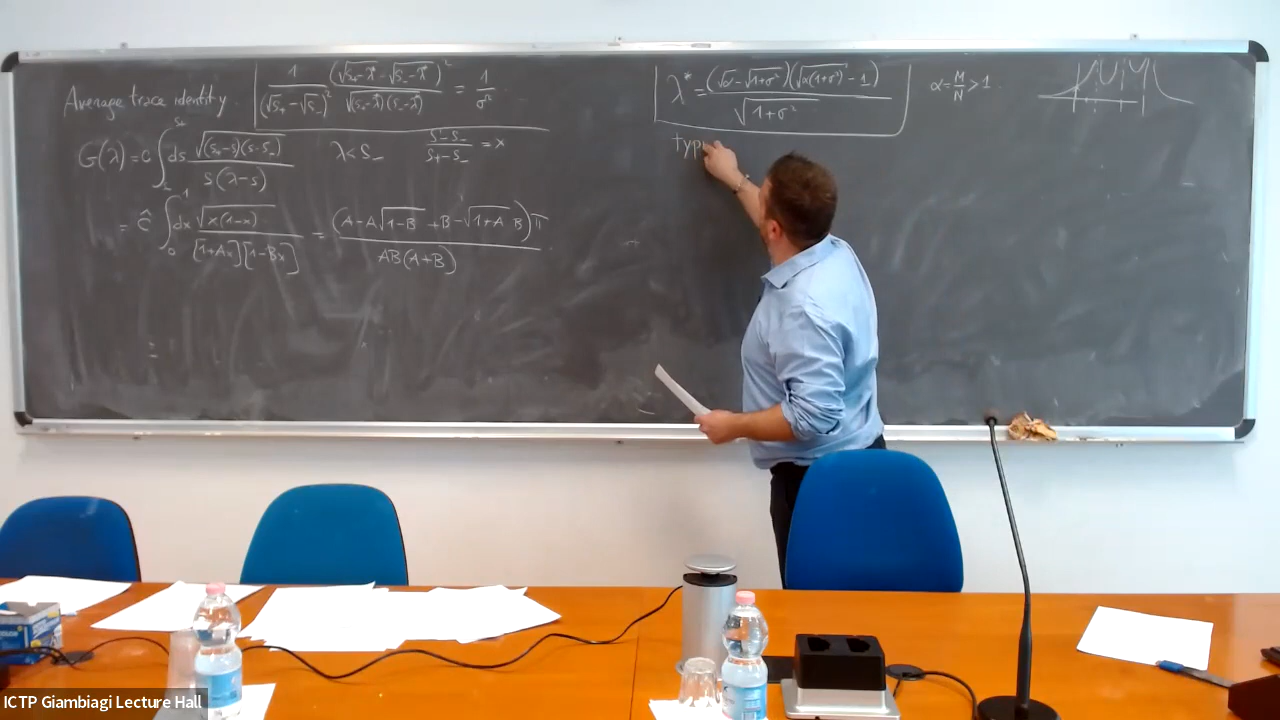 Average trace identity
1/(√S₊-√S₋)² (√(S₊-λ*)-√(S₋-λ*))²/√((S₊-λ)(S₋-λ)) = 1/σ²
G(λ)=c ∫ ds √((S₊-s)(s-S₋))/(s(λ-s)) λ<S₋ (S-S₋)/(S₊-S₋) = x
= ĉ ∫₀¹ dx √(x(1-x))/([1+Ax][1-Bx]) = (A-A√(1-B) +B-√(1+A) B)π/(AB(A+B))
=
λ* = (√α-√(1+σ²))(√(α(1+σ²))-1)/√(1+σ²)
typ
α=M/N>1.
ICTP Giambiagi Lecture Hall